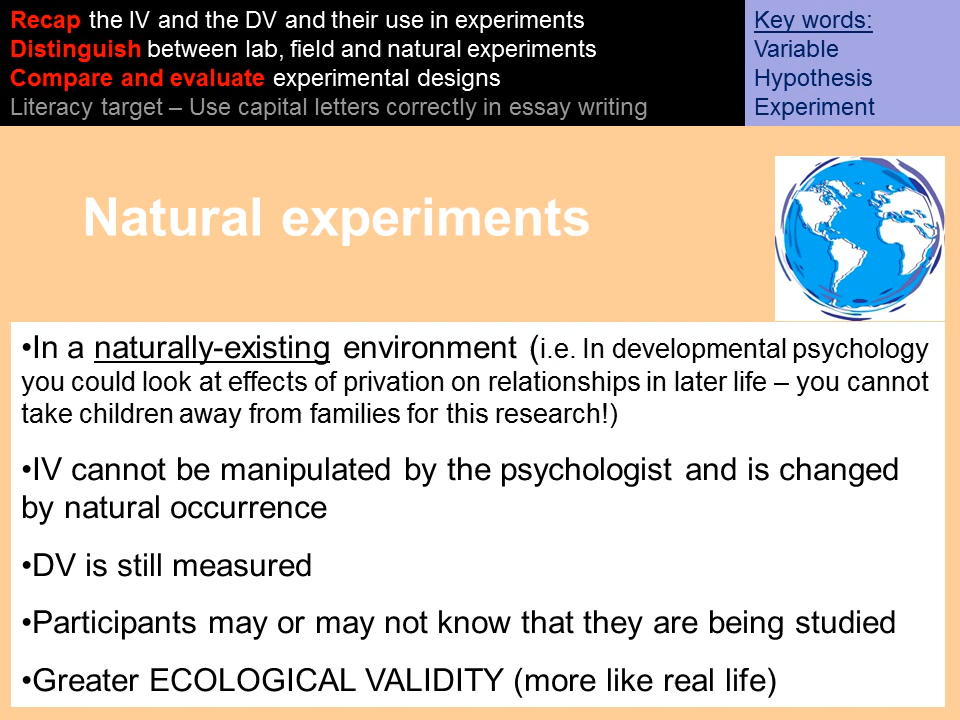 Recap the IV and the DV and their use in experiments
Distinguish between lab, field and natural experiments
Compare and evaluate experimental designs
Literacy target – Use capital letters correctly in essay writing
Key words:
Variable
Hypothesis
Experiment
Natural experiments
•In a naturally-existing environment (i.e. In developmental psychology
you could look at effects of privation on relationships in later life – you cannot
take children away from families for this research!)
•IV cannot be manipulated by the psychologist and is changed
by natural occurrence
•DV is still measured
•Participants may or may not know that they are being studied
•Greater ECOLOGICAL VALIDITY (more like real life)